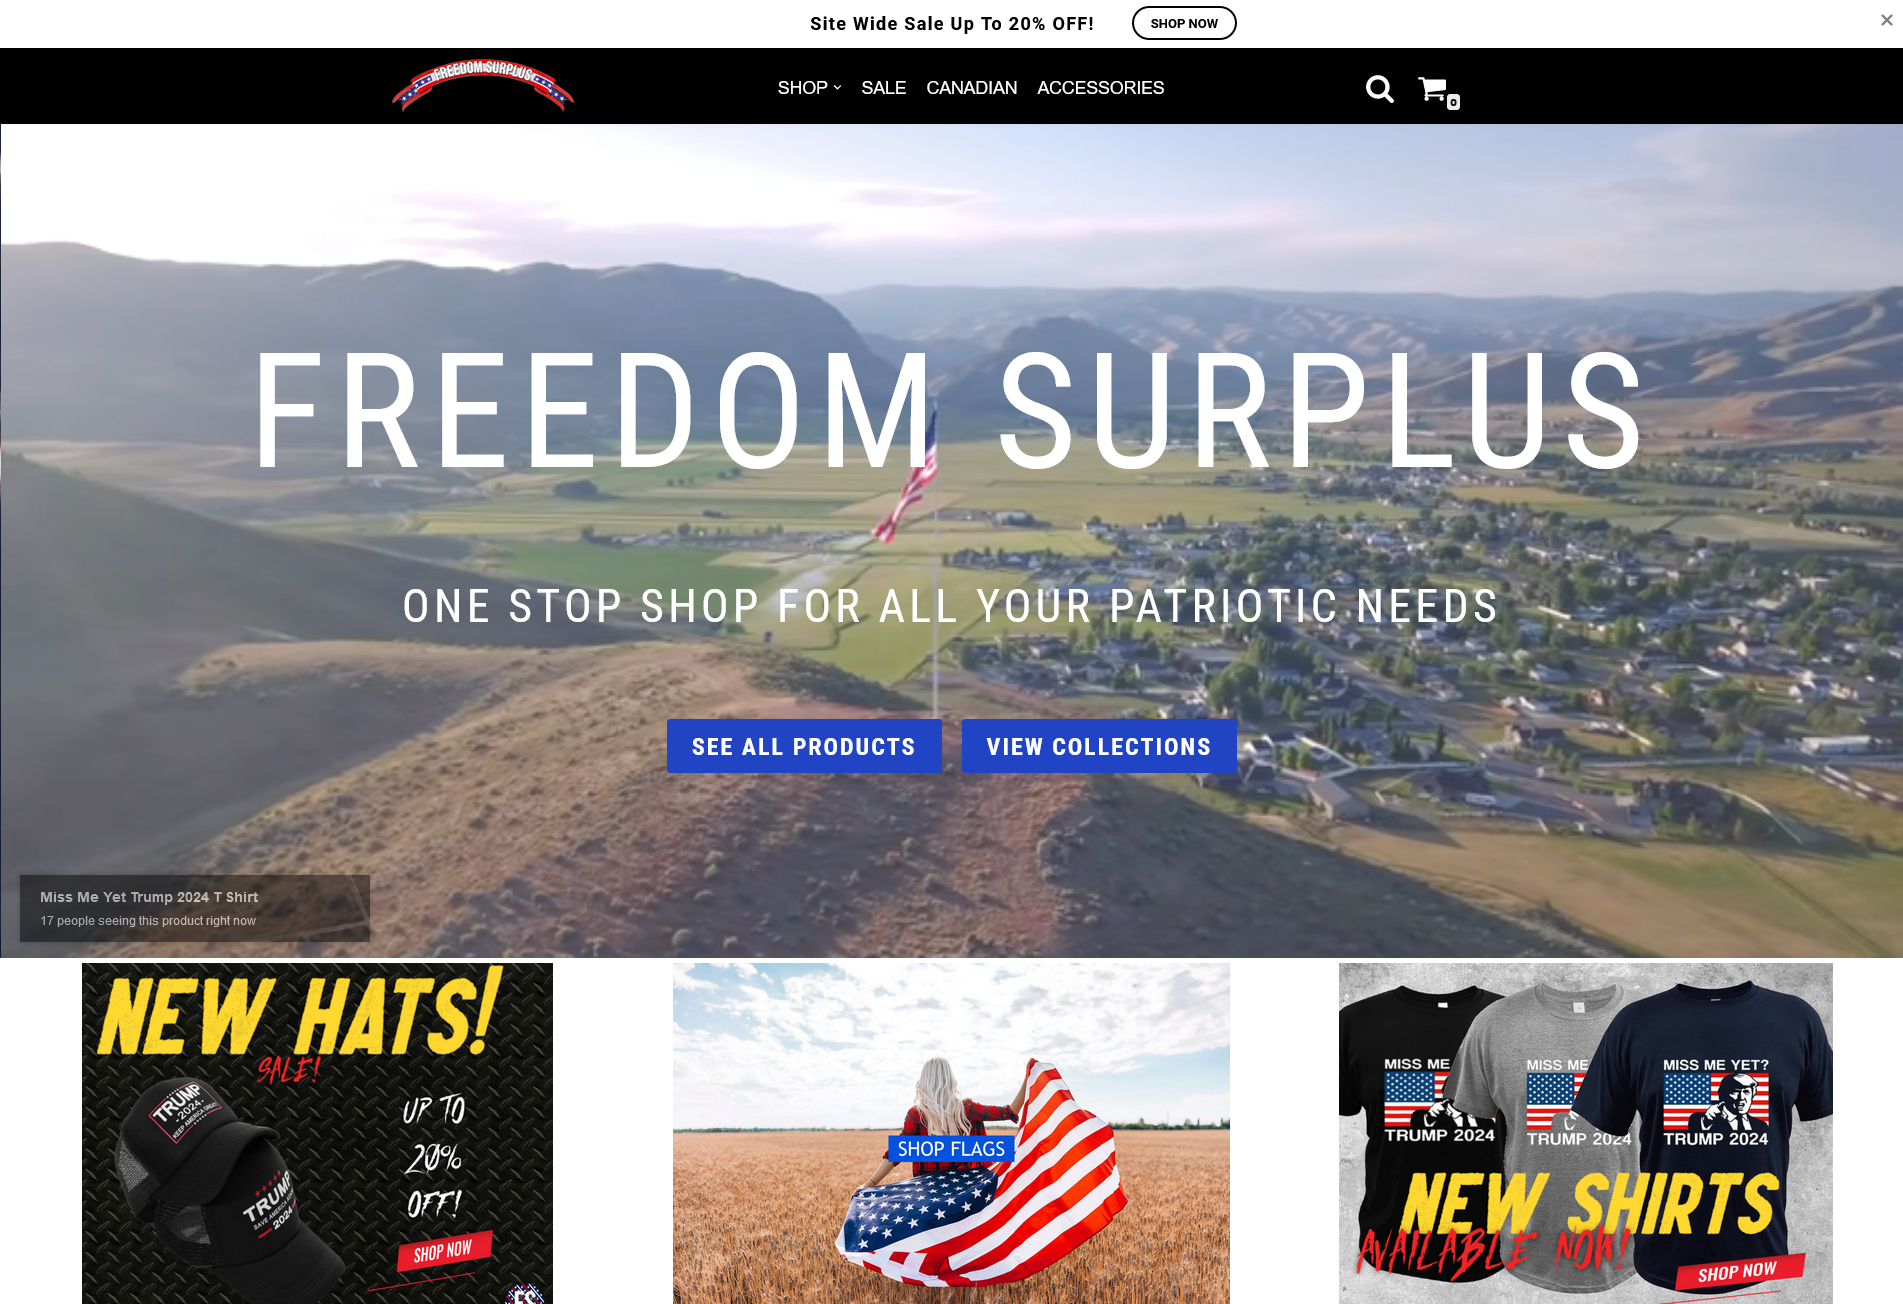 Site Wide Sale Up To 20% OFF!
SHOP NOW
FREEDOM SURPLUS
SHOP
SALE
CANADIAN
ACCESSORIES
0
FREEDOM SURPLUS
ONE STOP SHOP FOR ALL YOUR PATRIOTIC NEEDS
SEE ALL PRODUCTS
VIEW COLLECTIONS
Miss Me Yet Trump 2024 T Shirt
17 people seeing this product right now
NEW HATS!
SALE!
UP TO
20%
OFF!
SHOP NOW
TRUMP
2024
KEEP AMERICA GREAT
TRUMP
SAVE AMERICA AGAIN
2024
FS
SHOP FLAGS
MISS ME
TRUMP 2024
MISS ME
TRUMP 2024
MISS ME YET?
TRUMP 2024
NEW SHIRTS
AVAILABLE NOW!
SHOP NOW